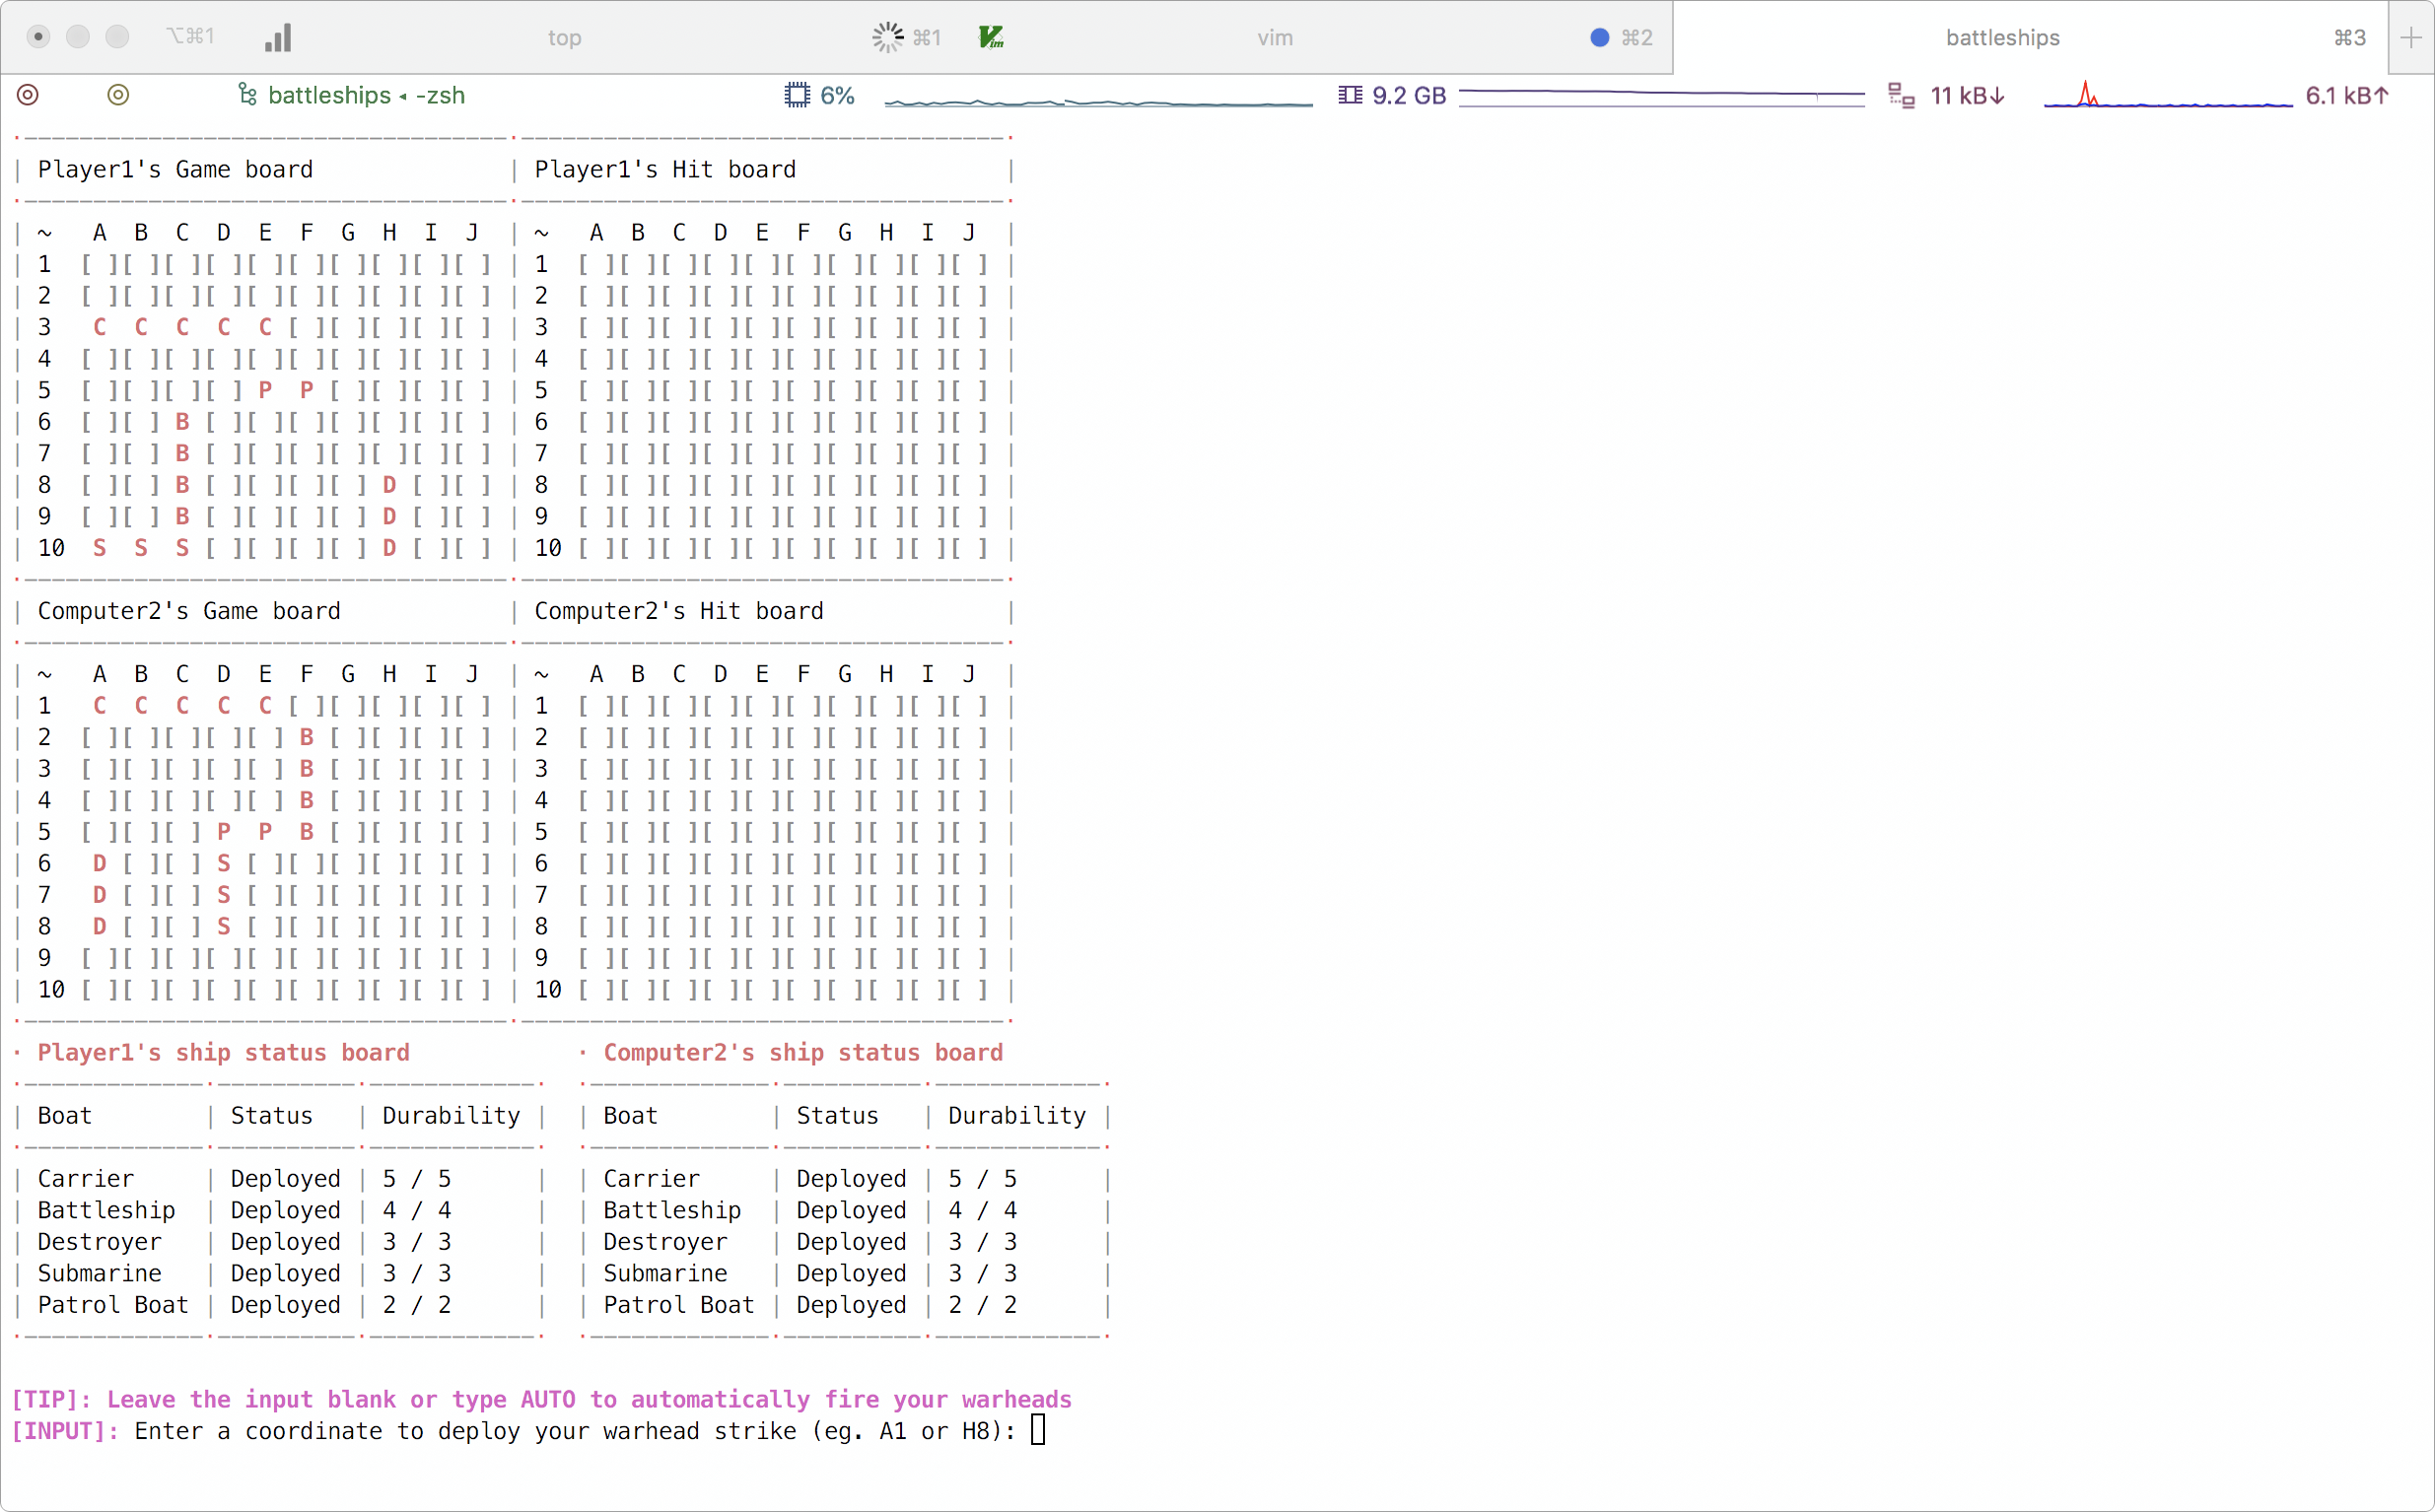 ⌥⌘1 top ⌘1 vim ⌘2 battleships ⌘3 +
battleships ◂ -zsh 6% 9.2 GB 11 kB↓ 6.1 kB↑
| Player1's Game board | Player1's Hit board |
| ~ A B C D E F G H I J | ~ A B C D E F G H I J |
| 1 [ ][ ][ ][ ][ ][ ][ ][ ][ ][ ] | 1 [ ][ ][ ][ ][ ][ ][ ][ ][ ][ ] |
| 2 [ ][ ][ ][ ][ ][ ][ ][ ][ ][ ] | 2 [ ][ ][ ][ ][ ][ ][ ][ ][ ][ ] |
| 3 C C C C C [ ][ ][ ][ ][ ] | 3 [ ][ ][ ][ ][ ][ ][ ][ ][ ][ ] |
| 4 [ ][ ][ ][ ][ ][ ][ ][ ][ ][ ] | 4 [ ][ ][ ][ ][ ][ ][ ][ ][ ][ ] |
| 5 [ ][ ][ ][ ] P P [ ][ ][ ][ ] | 5 [ ][ ][ ][ ][ ][ ][ ][ ][ ][ ] |
| 6 [ ][ ] B [ ][ ][ ][ ][ ][ ][ ] | 6 [ ][ ][ ][ ][ ][ ][ ][ ][ ][ ] |
| 7 [ ][ ] B [ ][ ][ ][ ][ ][ ][ ] | 7 [ ][ ][ ][ ][ ][ ][ ][ ][ ][ ] |
| 8 [ ][ ] B [ ][ ][ ][ ] D [ ][ ] | 8 [ ][ ][ ][ ][ ][ ][ ][ ][ ][ ] |
| 9 [ ][ ] B [ ][ ][ ][ ] D [ ][ ] | 9 [ ][ ][ ][ ][ ][ ][ ][ ][ ][ ] |
| 10 S S S [ ][ ][ ][ ] D [ ][ ] | 10 [ ][ ][ ][ ][ ][ ][ ][ ][ ][ ] |
| Computer2's Game board | Computer2's Hit board |
| ~ A B C D E F G H I J | ~ A B C D E F G H I J |
| 1 C C C C C [ ][ ][ ][ ][ ] | 1 [ ][ ][ ][ ][ ][ ][ ][ ][ ][ ] |
| 2 [ ][ ][ ][ ][ ] B [ ][ ][ ][ ] | 2 [ ][ ][ ][ ][ ][ ][ ][ ][ ][ ] |
| 3 [ ][ ][ ][ ][ ] B [ ][ ][ ][ ] | 3 [ ][ ][ ][ ][ ][ ][ ][ ][ ][ ] |
| 4 [ ][ ][ ][ ][ ] B [ ][ ][ ][ ] | 4 [ ][ ][ ][ ][ ][ ][ ][ ][ ][ ] |
| 5 [ ][ ][ ] P P B [ ][ ][ ][ ] | 5 [ ][ ][ ][ ][ ][ ][ ][ ][ ][ ] |
| 6 D [ ][ ] S [ ][ ][ ][ ][ ][ ] | 6 [ ][ ][ ][ ][ ][ ][ ][ ][ ][ ] |
| 7 D [ ][ ] S [ ][ ][ ][ ][ ][ ] | 7 [ ][ ][ ][ ][ ][ ][ ][ ][ ][ ] |
| 8 D [ ][ ] S [ ][ ][ ][ ][ ][ ] | 8 [ ][ ][ ][ ][ ][ ][ ][ ][ ][ ] |
| 9 [ ][ ][ ][ ][ ][ ][ ][ ][ ][ ] | 9 [ ][ ][ ][ ][ ][ ][ ][ ][ ][ ] |
| 10 [ ][ ][ ][ ][ ][ ][ ][ ][ ][ ] | 10 [ ][ ][ ][ ][ ][ ][ ][ ][ ][ ] |
· Player1's ship status board · Computer2's ship status board
| Boat | Status | Durability | | Boat | Status | Durability |
| Carrier | Deployed | 5 / 5 | | Carrier | Deployed | 5 / 5 |
| Battleship | Deployed | 4 / 4 | | Battleship | Deployed | 4 / 4 |
| Destroyer | Deployed | 3 / 3 | | Destroyer | Deployed | 3 / 3 |
| Submarine | Deployed | 3 / 3 | | Submarine | Deployed | 3 / 3 |
| Patrol Boat | Deployed | 2 / 2 | | Patrol Boat | Deployed | 2 / 2 |
[TIP]: Leave the input blank or type AUTO to automatically fire your warheads
[INPUT]: Enter a coordinate to deploy your warhead strike (eg. A1 or H8):